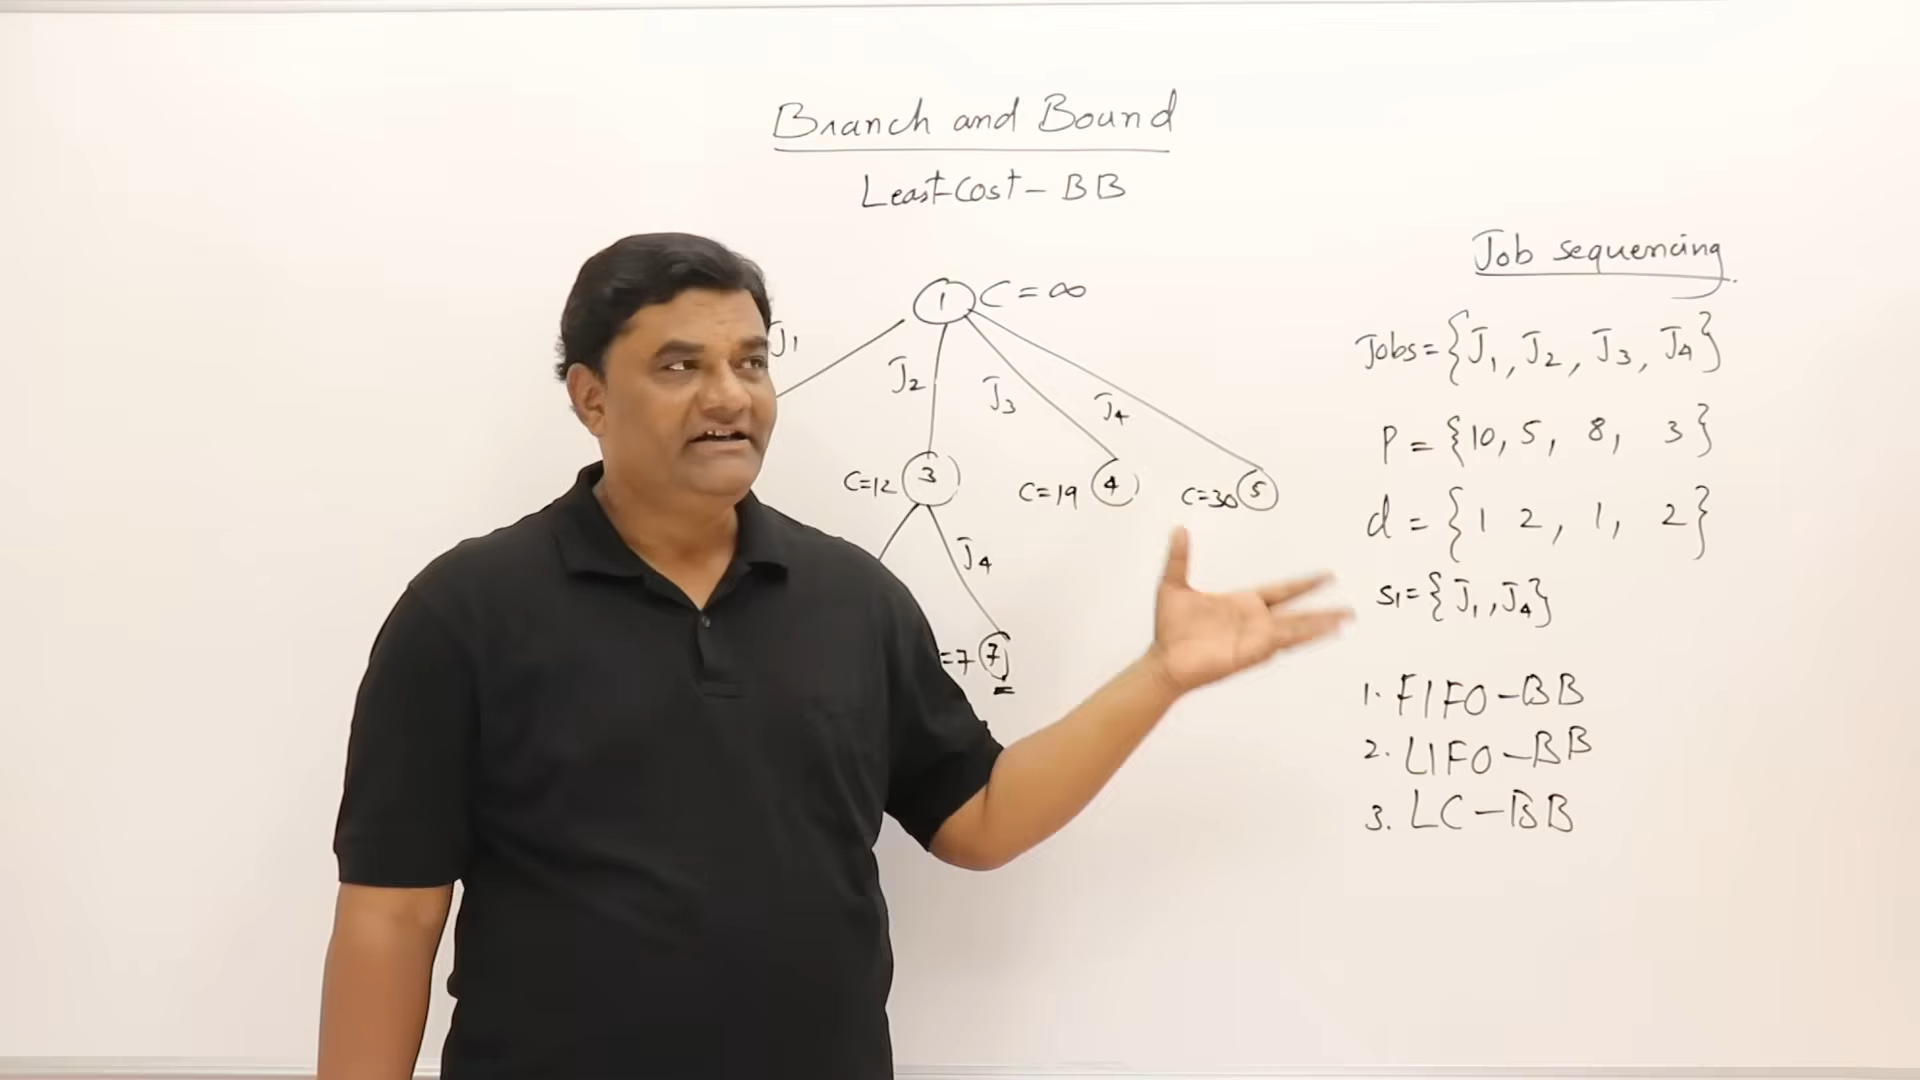 Branch and Bound
Least Cost - BB
1 C = ∞
J1
J2
J3
J4
C=12 3
C=19 4
C=30 5
J4
=7 7
Job sequencing
Jobs = {J1, J2, J3, J4}
P = {10, 5, 8, 3}
d = {1 2, 1, 2}
S1 = {J1, J4}
1. FIFO - BB
2. LIFO - BB
3. LC - BB